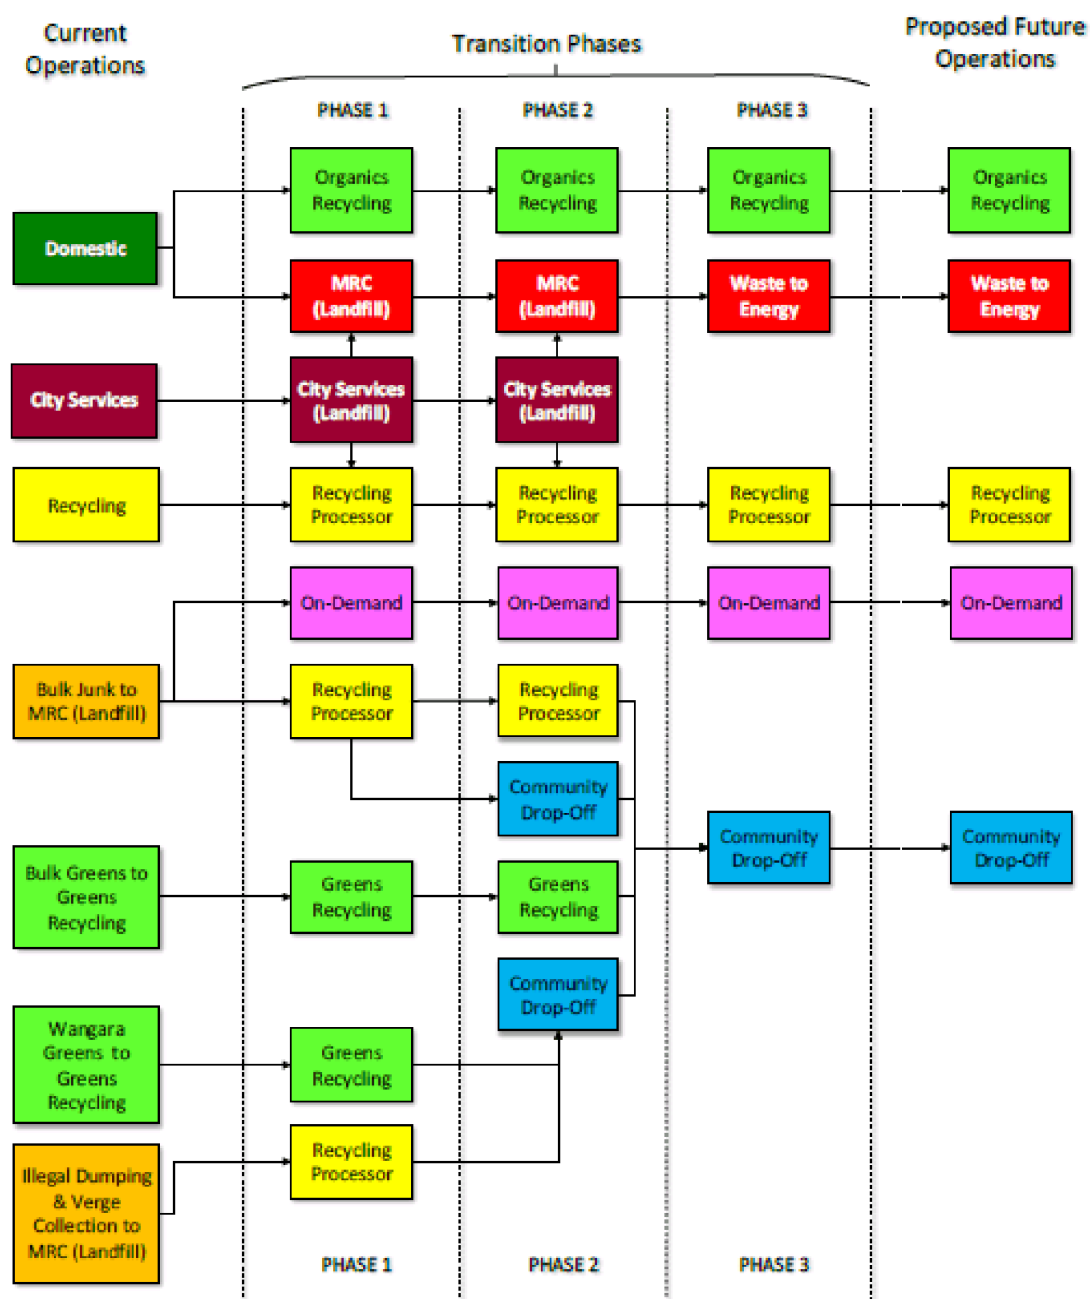 Current
Operations
Transition Phases
Proposed Future
Operations
PHASE 1
PHASE 2
PHASE 3
Organics
Recycling
Organics
Recycling
Organics
Recycling
Organics
Recycling
Domestic
MRC
(Landfill)
MRC
(Landfill)
Waste to
Energy
Waste to
Energy
City Services
City Services
(Landfill)
City Services
(Landfill)
Recycling
Recycling
Processor
Recycling
Processor
Recycling
Processor
Recycling
Processor
On-Demand
On-Demand
On-Demand
On-Demand
Bulk Junk to
MRC (Landfill)
Recycling
Processor
Recycling
Processor
Community
Drop-Off
Community
Drop-Off
Community
Drop-Off
Bulk Greens to
Greens
Recycling
Greens
Recycling
Greens
Recycling
Community
Drop-Off
Wangara
Greens to
Greens
Recycling
Greens
Recycling
Illegal Dumping
& Verge
Collection to
MRC (Landfill)
Recycling
Processor
PHASE 1
PHASE 2
PHASE 3